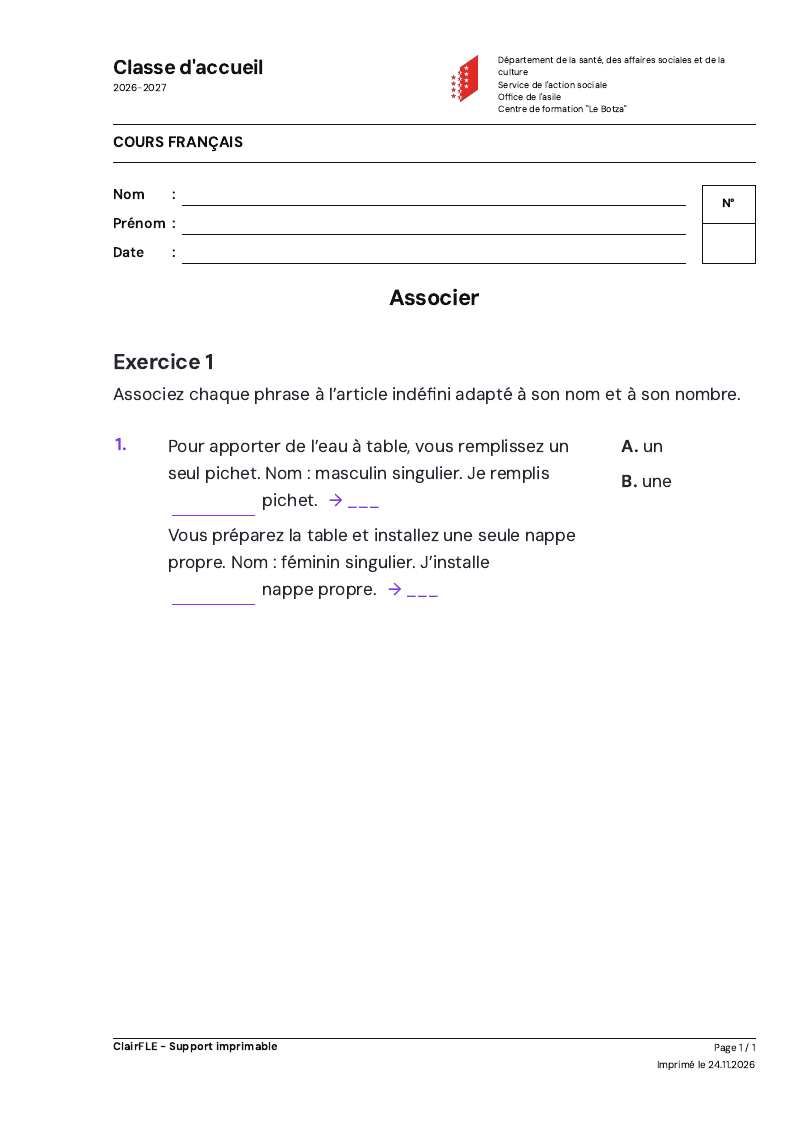 Classe d'accueil
2026-2027
Département de la santé, des affaires sociales et de la
culture
Service de l'action sociale
Office de l'asile
Centre de formation "Le Botza"
COURS FRANÇAIS
Nom :
Prénom :
Date :
N°
Associer
Exercice 1
Associez chaque phrase à l’article indéfini adapté à son nom et à son nombre.
1.
Pour apporter de l’eau à table, vous remplissez un
seul pichet. Nom : masculin singulier. Je remplis
________ pichet. → ___
Vous préparez la table et installez une seule nappe
propre. Nom : féminin singulier. J’installe
________ nappe propre. → ___
A. un
B. une
ClairFLE - Support imprimable
Page 1 / 1
Imprimé le 24.11.2026